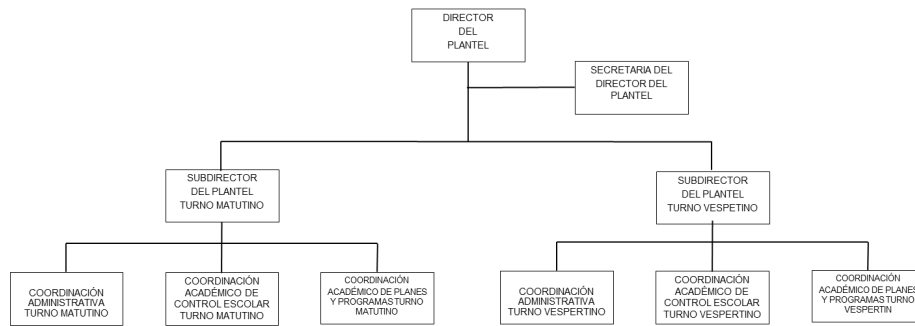 DIRECTOR
DEL
PLANTEL
SECRETARIA DEL
DIRECTOR DEL
PLANTEL
SUBDIRECTOR
DEL PLANTEL
TURNO MATUTINO
SUBDIRECTOR
DEL PLANTEL
TURNO VESPETINO
COORDINACIÓN
ADMINISTRATIVA
TURNO MATUTINO
COORDINACIÓN
ACADÉMICO DE
CONTROL ESCOLAR
TURNO MATUTINO
COORDINACIÓN
ACADÉMICO DE PLANES
Y PROGRAMAS TURNO
MATUTINO
COORDINACIÓN
ADMINISTRATIVA
TURNO VESPERTINO
COORDINACIÓN
ACADÉMICO DE
CONTROL ESCOLAR
TURNO VESPERTINO
COORDINACIÓN
ACADÉMICO DE PLANES
Y PROGRAMAS TURNO
VESPERTIN